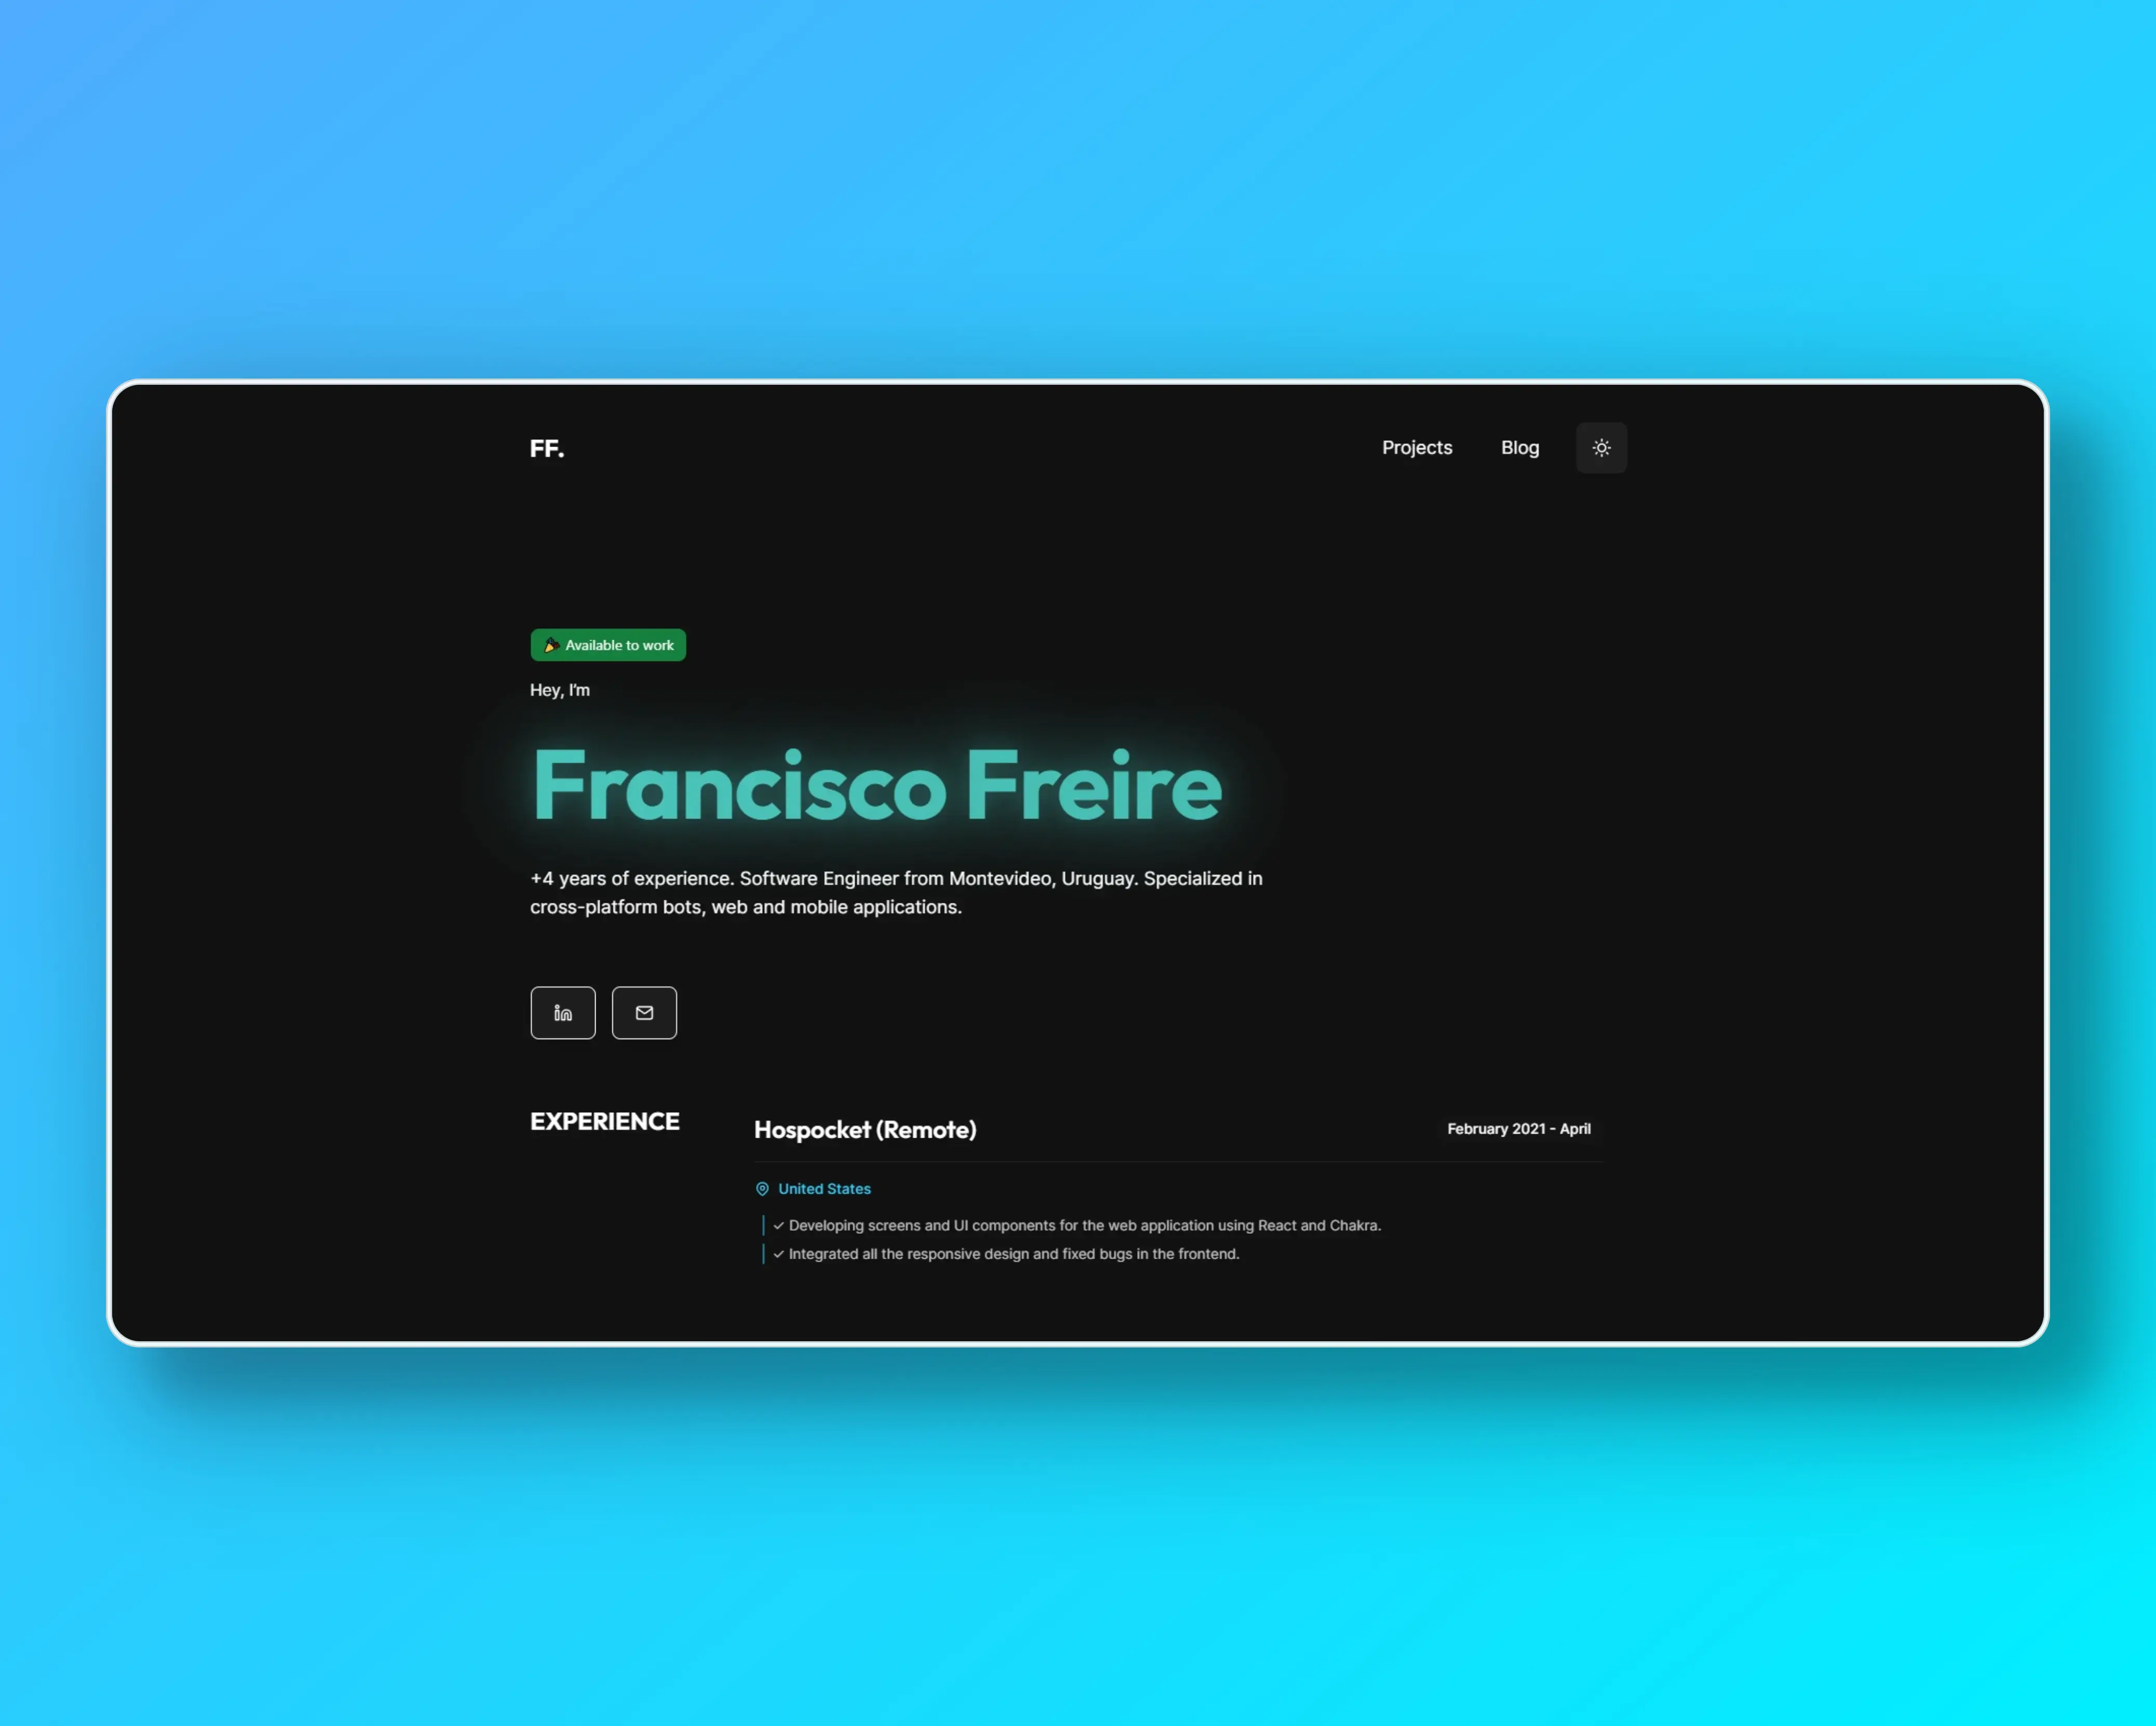 FF.
Projects
Blog
Available to work
Hey, I'm
Francisco Freire
+4 years of experience. Software Engineer from Montevideo, Uruguay. Specialized in
cross-platform bots, web and mobile applications.
EXPERIENCE
Hospocket (Remote)
February 2021 - April
United States
Developing screens and UI components for the web application using React and Chakra.
Integrated all the responsive design and fixed bugs in the frontend.